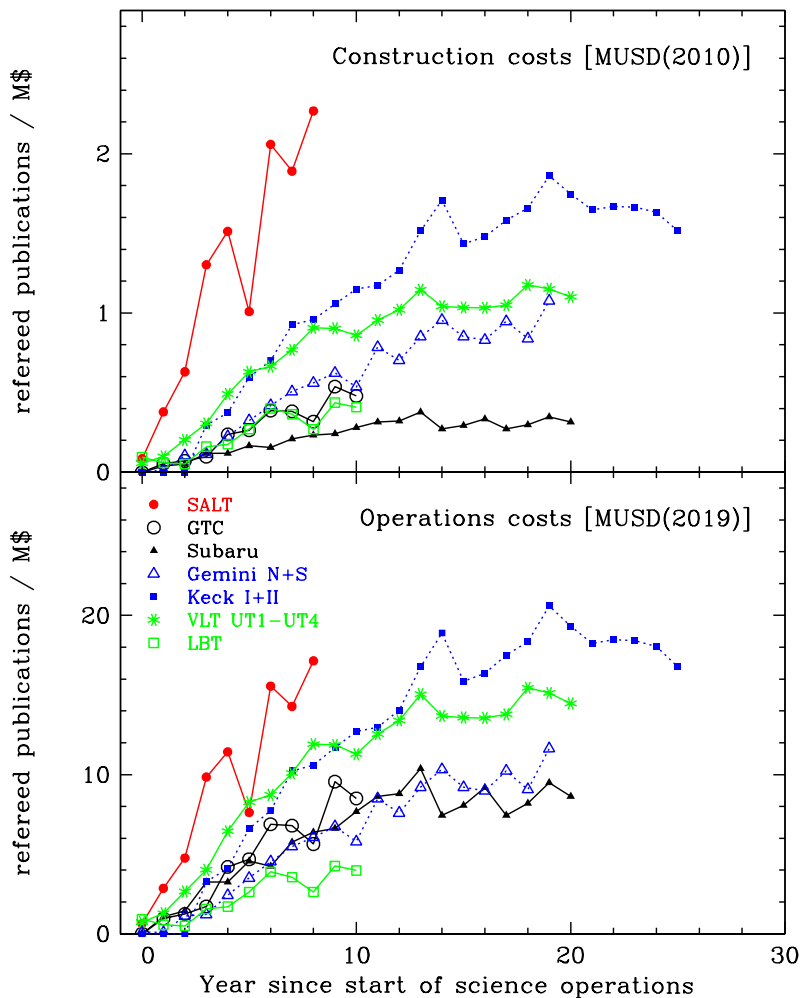 Construction costs [MUSD(2010)]
refereed publications / M$
2
1
0
Operations costs [MUSD(2019)]
refereed publications / M$
SALT
GTC
Subaru
Gemini N+S
Keck I+II
VLT UT1-UT4
LBT
20
10
0
0 10 20 30
Year since start of science operations